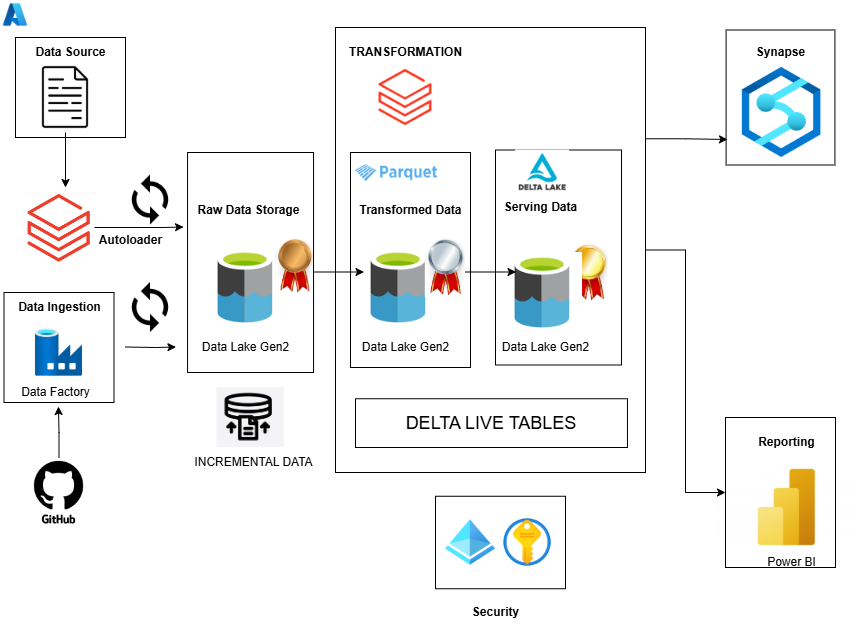 Data Source
Autoloader
Data Ingestion
Data Factory
GitHub
Raw Data Storage
Data Lake Gen2
INCREMENTAL DATA
TRANSFORMATION
Parquet
Transformed Data
Data Lake Gen2
DELTA LAKE
Serving Data
Data Lake Gen2
DELTA LIVE TABLES
Security
Synapse
Reporting
Power BI